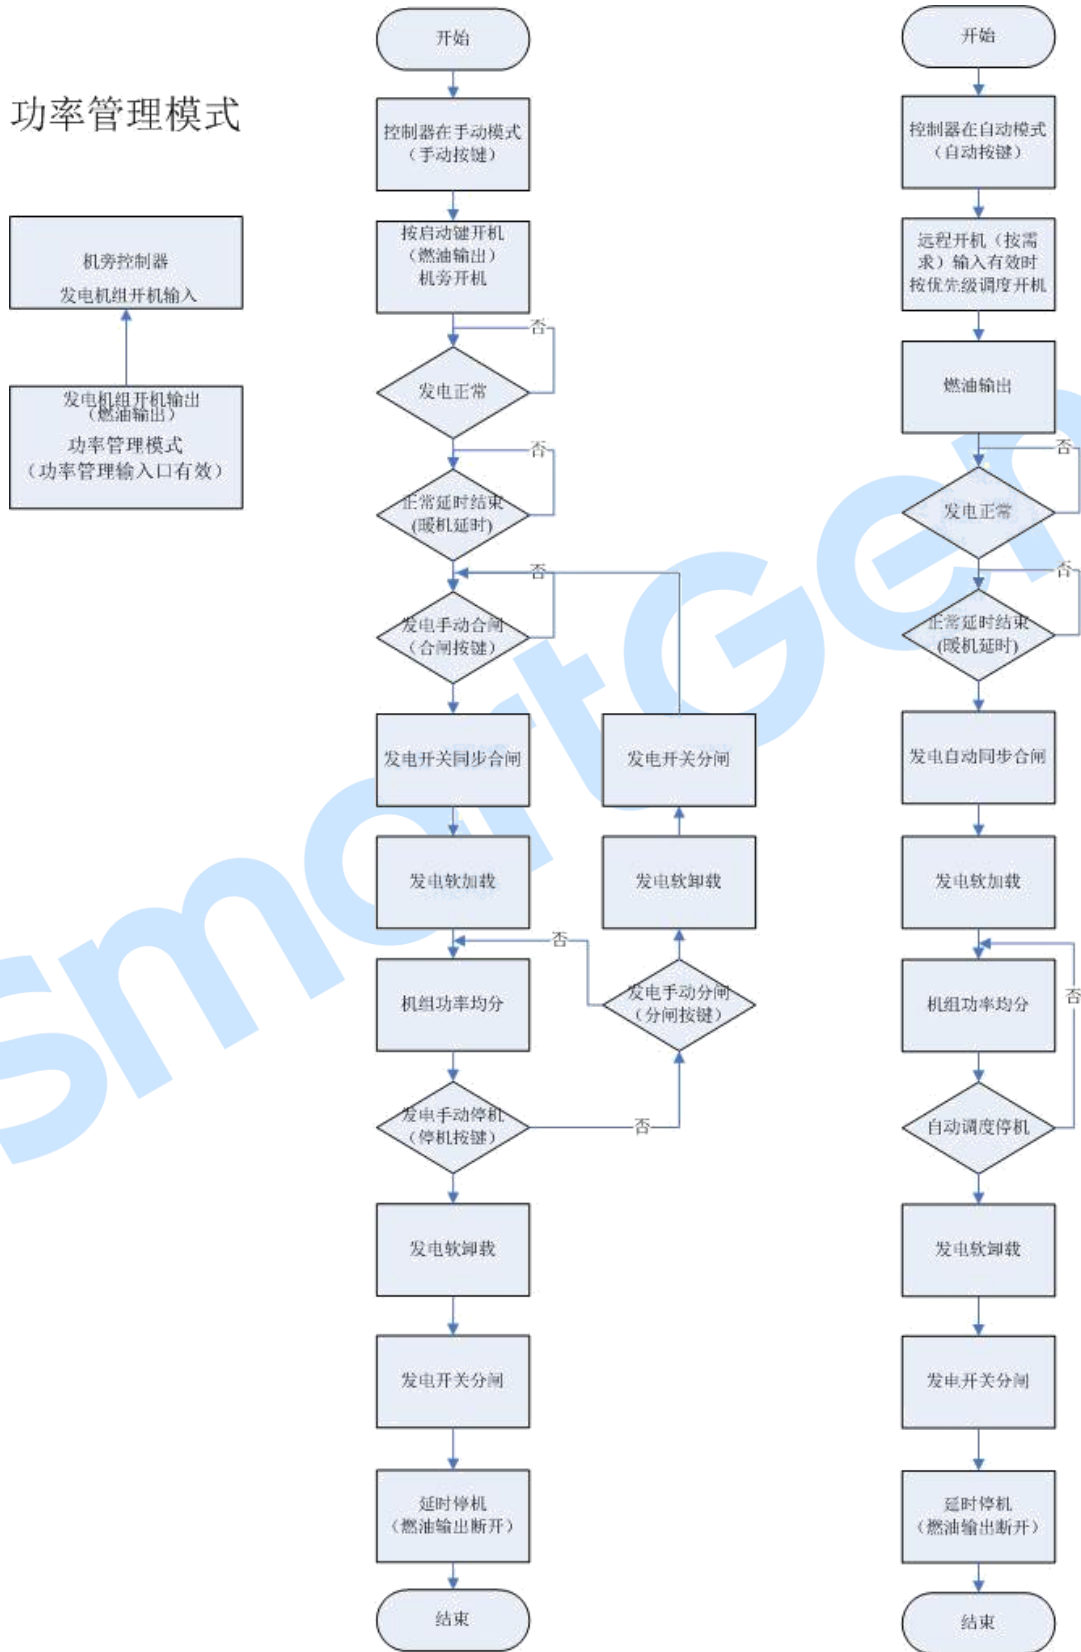 功率管理模式
机旁控制器
发电机组开机输入
发电机组开机输出
（燃油输出）
功率管理模式
（功率管理输入口有效）
开始
控制器在手动模式
（手动按键）
按启动键开机
（燃油输出）
机旁开机
否
发电正常
否
正常延时结束
(暖机延时)
否
发电手动合闸
（合闸按键）
发电开关同步合闸
发电开关分闸
发电软加载
发电软卸载
否
机组功率均分
发电手动分闸
（分闸按键）
发电手动停机
（停机按键）
否
发电软卸载
发电开关分闸
延时停机
（燃油输出断开）
结束
开始
控制器在自动模式
（自动按键）
远程开机（按需
求）输入有效时
按优先级调度开机
燃油输出
否
发电正常
否
正常延时结束
(暖机延时)
发电自动同步合闸
发电软加载
机组功率均分
否
自动调度停机
发电软卸载
发电开关分闸
延时停机
（燃油输出断开）
结束
SmartGen